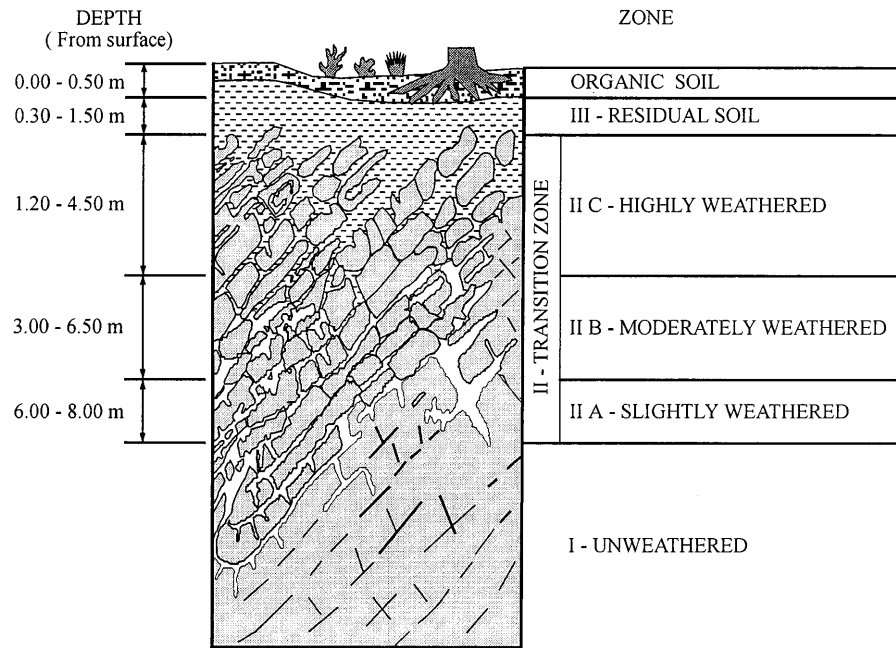 DEPTH
( From surface)
ZONE
0.00 - 0.50 m
ORGANIC SOIL
0.30 - 1.50 m
III - RESIDUAL SOIL
1.20 - 4.50 m
II C - HIGHLY WEATHERED
II - TRANSITION ZONE
3.00 - 6.50 m
II B - MODERATELY WEATHERED
6.00 - 8.00 m
II A - SLIGHTLY WEATHERED
I - UNWEATHERED